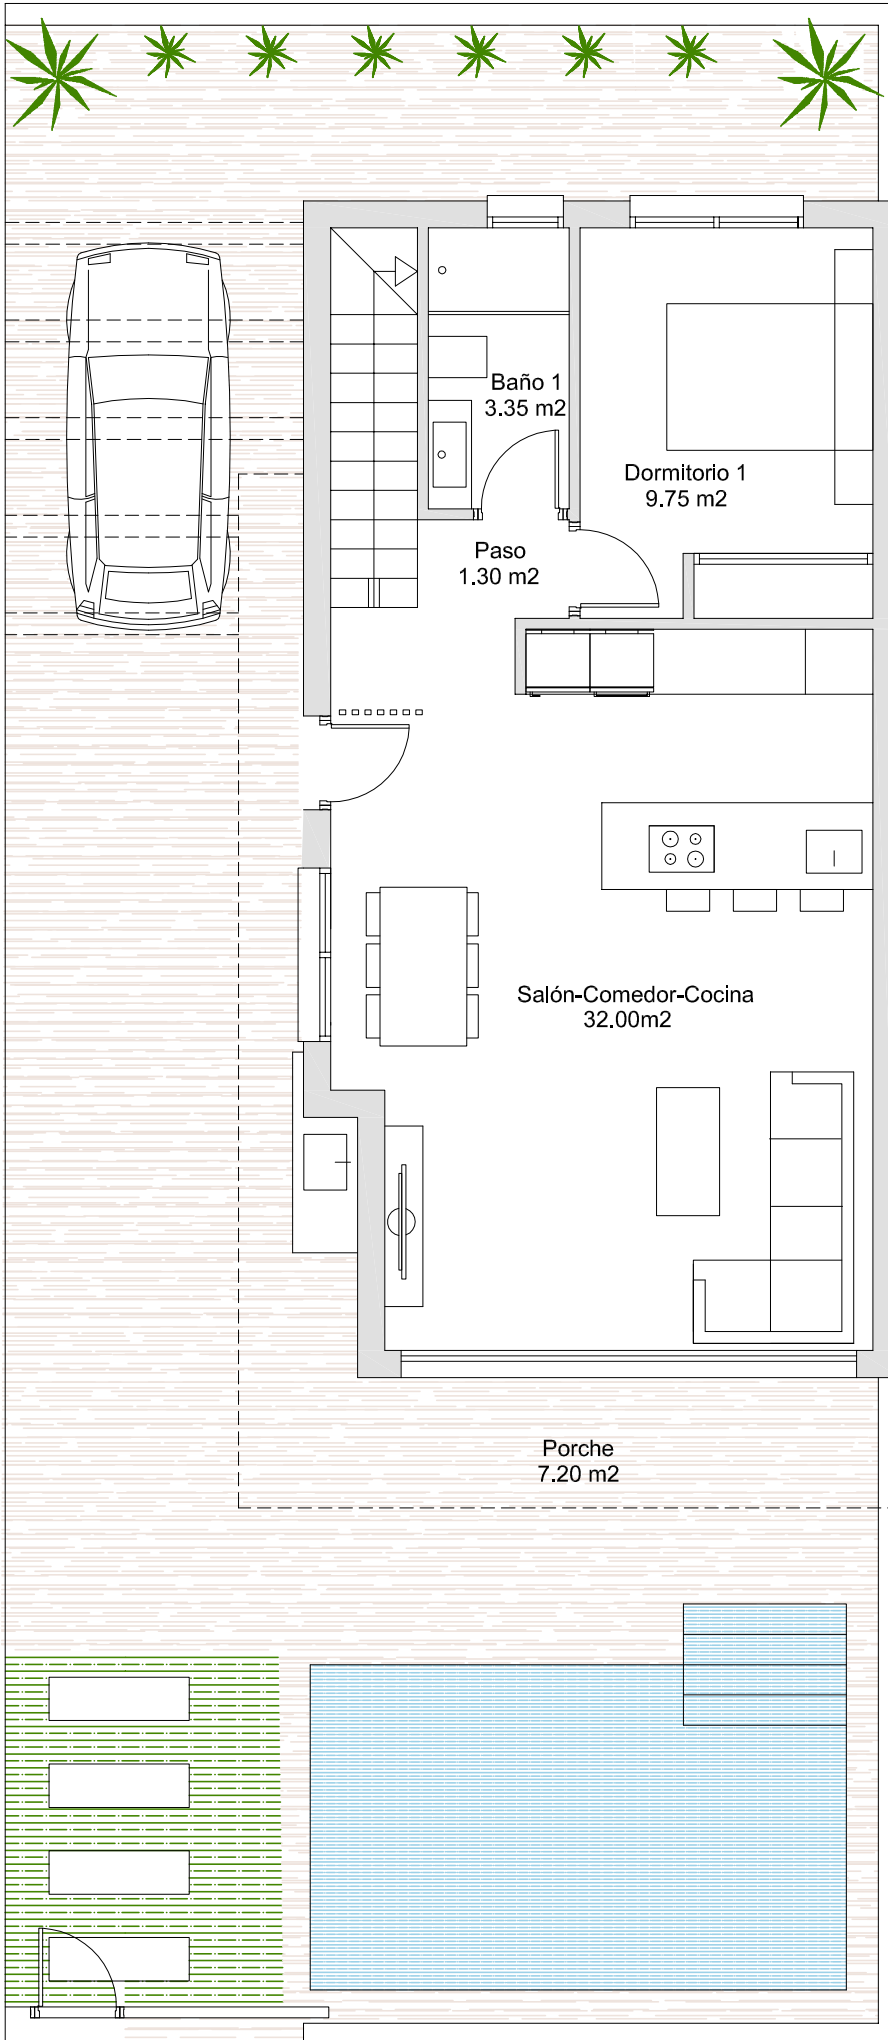 Baño 1
3.35 m2
Dormitorio 1
9.75 m2
Paso
1.30 m2
Salón-Comedor-Cocina
32.00m2
Porche
7.20 m2